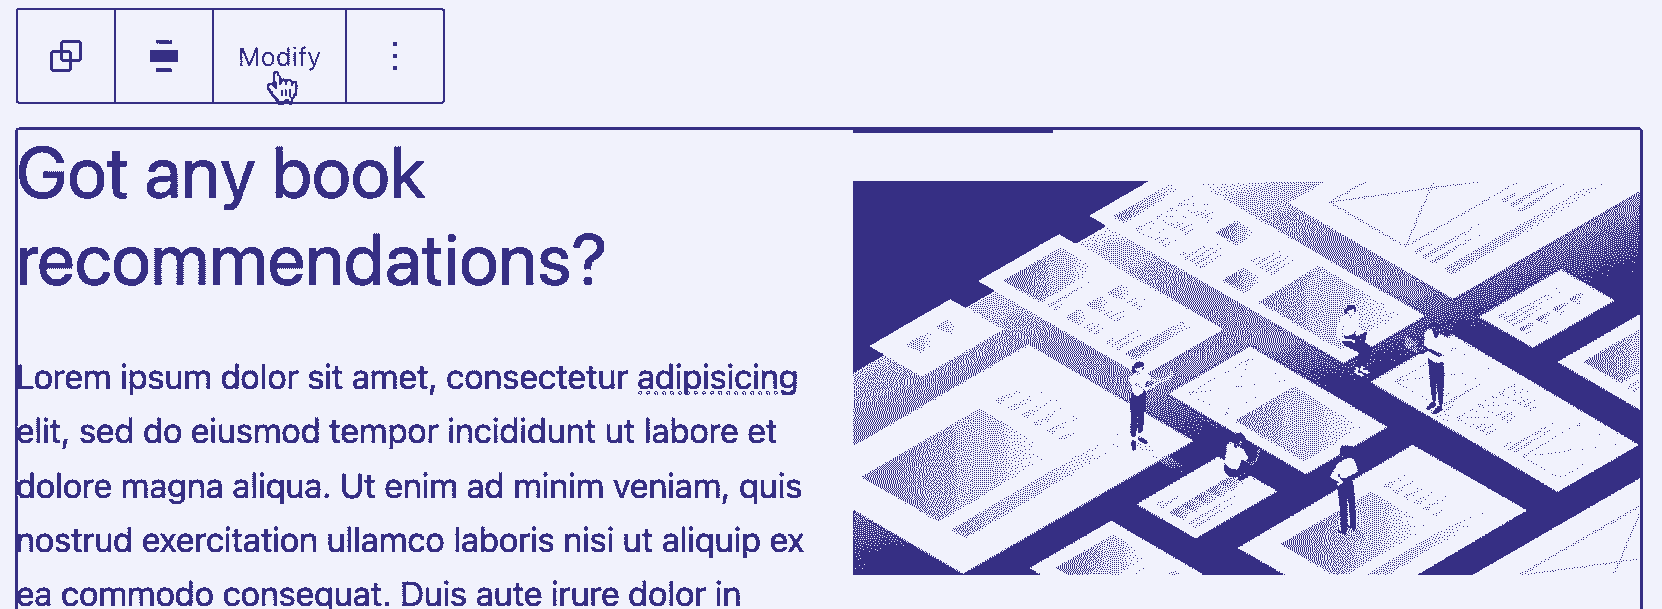 Modify
Got any book
recommendations?
Lorem ipsum dolor sit amet, consectetur adipisicing
elit, sed do eiusmod tempor incididunt ut labore et
dolore magna aliqua. Ut enim ad minim veniam, quis
nostrud exercitation ullamco laboris nisi ut aliquip ex
ea commodo consequat. Duis aute irure dolor in